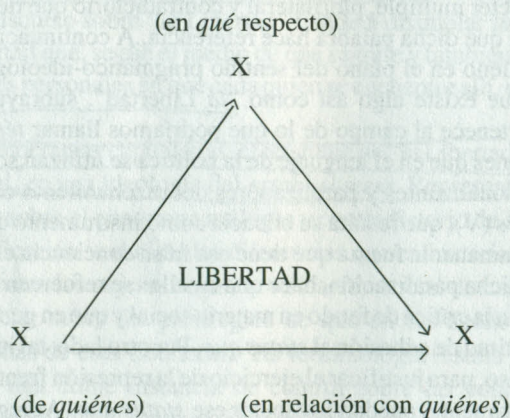 (en qué respecto)
X
LIBERTAD
X X
(de quiénes) (en relación con quiénes)